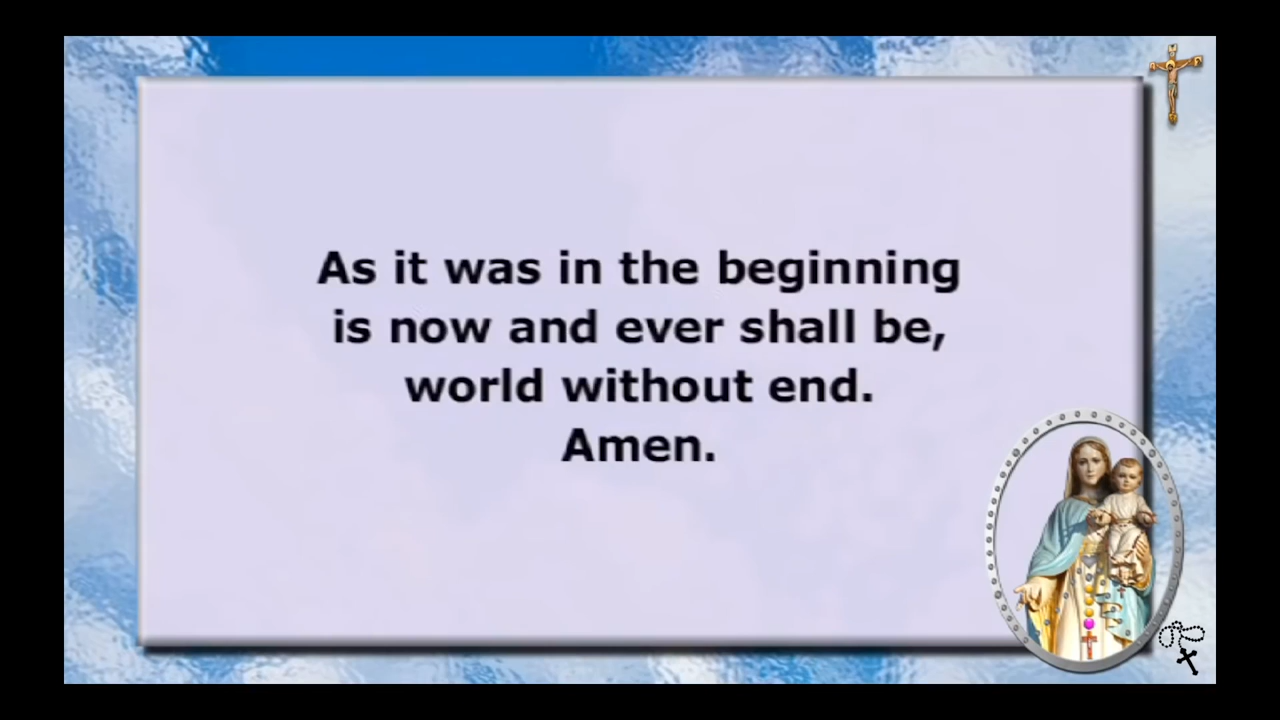 As it was in the beginning
is now and ever shall be,
world without end.
Amen.